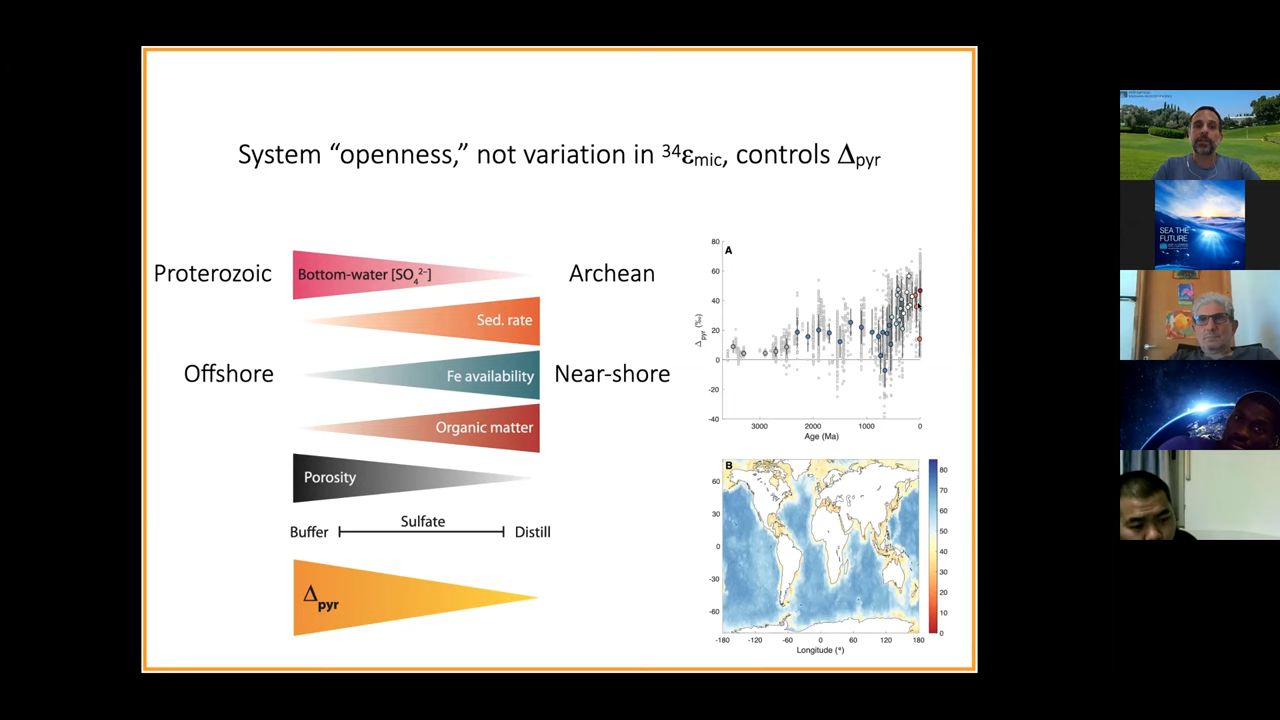 System “openness,” not variation in ³⁴εmic, controls Δpyr
Proterozoic
Bottom-water [SO₄²⁻]
Archean
Sed. rate
Offshore
Fe availability
Near-shore
Organic matter
Porosity
Buffer
Sulfate
Distill
Δpyr
A
80
60
40
20
0
-20
-40
Δpyr (‰)
3000
2000
1000
0
Age (Ma)
B
60
30
0
-30
-60
-180
-120
-60
0
60
120
180
Longitude (°)
80
70
60
50
40
30
20
10
0
SEA THE
FUTURE